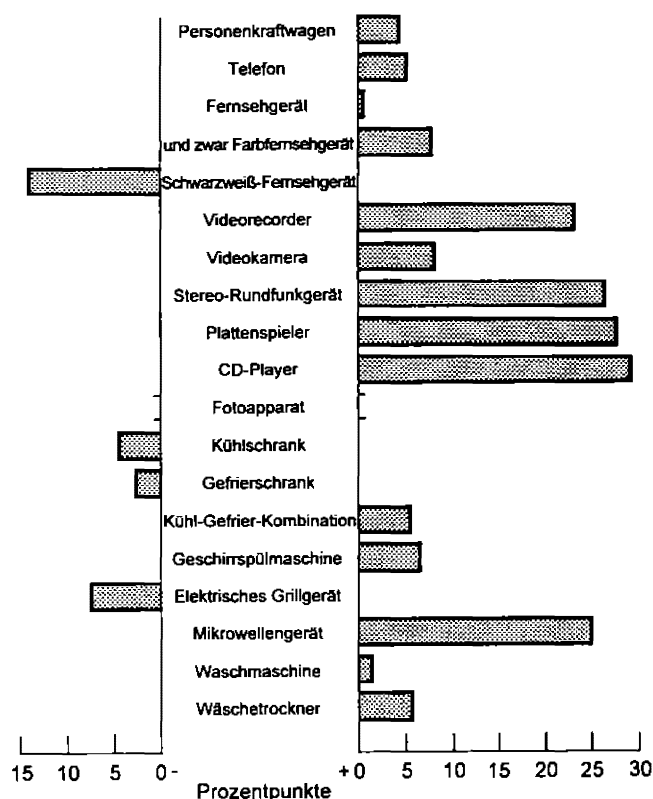 Personenkraftwagen
Telefon
Fernsehgerät
und zwar Farbfernsehgerät
Schwarzweiß-Fernsehgerät
Videorecorder
Videokamera
Stereo-Rundfunkgerät
Plattenspieler
CD-Player
Fotoapparat
Kühlschrank
Gefrierschrank
Kühl-Gefrier-Kombination
Geschirrspülmaschine
Elektrisches Grillgerät
Mikrowellengerät
Waschmaschine
Wäschetrockner
15 10 5 0 - + 0 5 10 15 20 25 30
Prozentpunkte